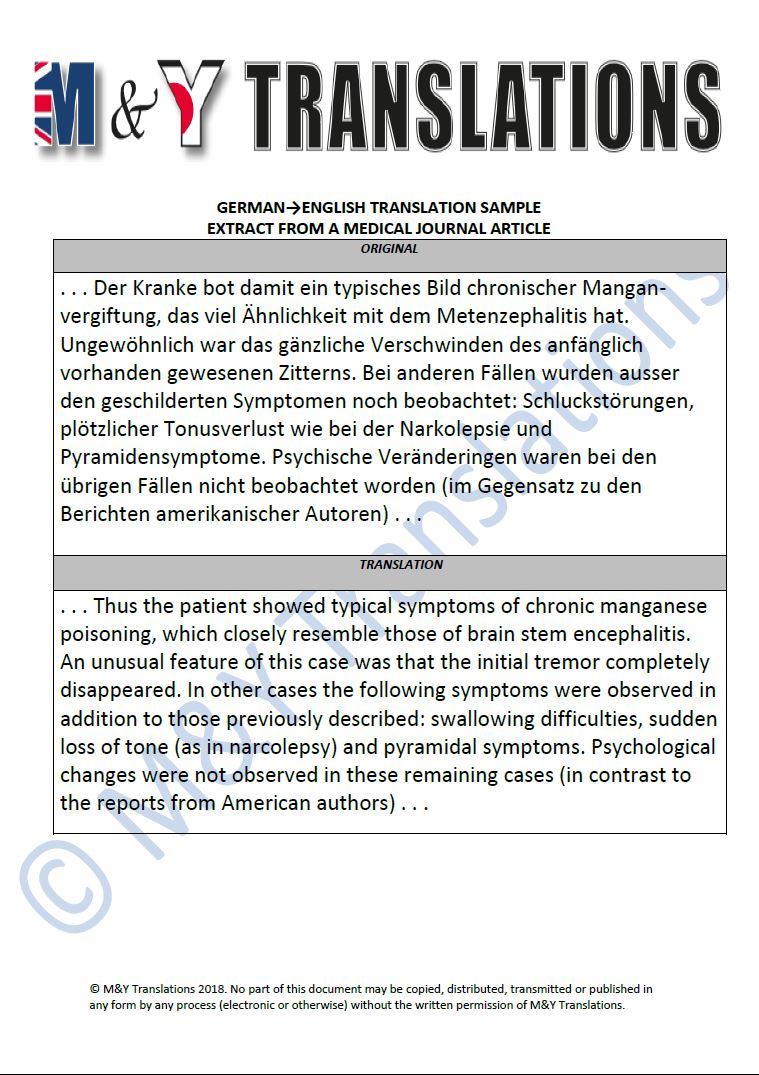 M&Y TRANSLATIONS
GERMAN→ENGLISH TRANSLATION SAMPLE
EXTRACT FROM A MEDICAL JOURNAL ARTICLE
ORIGINAL
. . . Der Kranke bot damit ein typisches Bild chronischer Mangan-
vergiftung, das viel Ähnlichkeit mit dem Metenzephalitis hat.
Ungewöhnlich war das gänzliche Verschwinden des anfänglich
vorhanden gewesenen Zitterns. Bei anderen Fällen wurden ausser
den geschilderten Symptomen noch beobachtet: Schluckstörungen,
plötzlicher Tonusverlust wie bei der Narkolepsie und
Pyramidensymptome. Psychische Veränderingen waren bei den
übrigen Fällen nicht beobachtet worden (im Gegensatz zu den
Berichten amerikanischer Autoren) . . .
TRANSLATION
. . . Thus the patient showed typical symptoms of chronic manganese
poisoning, which closely resemble those of brain stem encephalitis.
An unusual feature of this case was that the initial tremor completely
disappeared. In other cases the following symptoms were observed in
addition to those previously described: swallowing difficulties, sudden
loss of tone (as in narcolepsy) and pyramidal symptoms. Psychological
changes were not observed in these remaining cases (in contrast to
the reports from American authors) . . .
© M&Y Translations
© M&Y Translations 2018. No part of this document may be copied, distributed, transmitted or published in
any form by any process (electronic or otherwise) without the written permission of M&Y Translations.